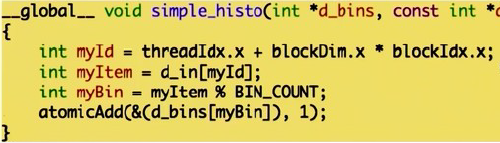 __global__ void simple_histo(int *d_bins, const int *
{
int myId = threadIdx.x + blockDim.x * blockIdx.x;
int myItem = d_in[myId];
int myBin = myItem % BIN_COUNT;
atomicAdd(&(d_bins[myBin]), 1);
}